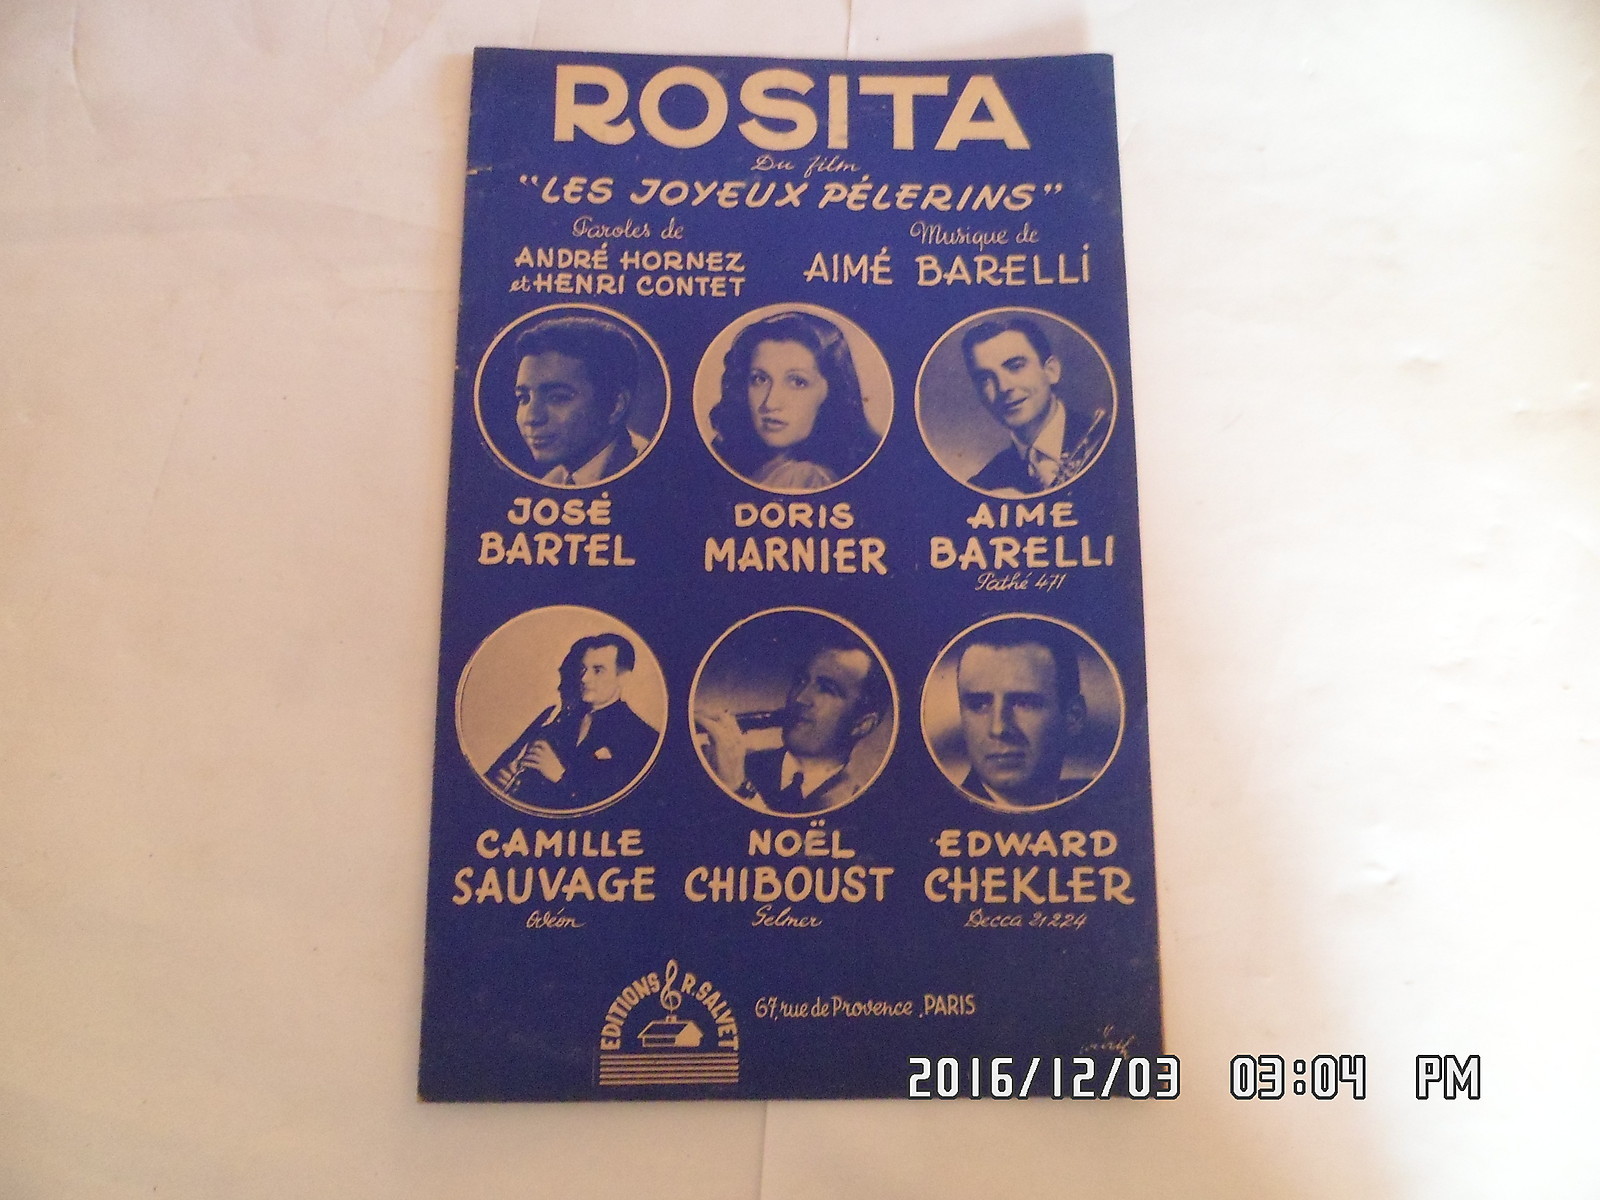 ROSITA
Du film
"LES JOYEUX PÉLERINS"
Paroles de
ANDRÉ HORNEZ
et HENRI CONTET
Musique de
AIMÉ BARELLI
JOSÉ
BARTEL
DORIS
MARNIER
AIMÉ
BARELLI
Pathé 471
CAMILLE
SAUVAGE
Odéon
NOËL
CHIBOUST
Selmer
EDWARD
CHEKLER
Decca 21224
EDITIONS R. SALVET
67, rue de Provence . PARIS
2016/12/03 03:04 PM